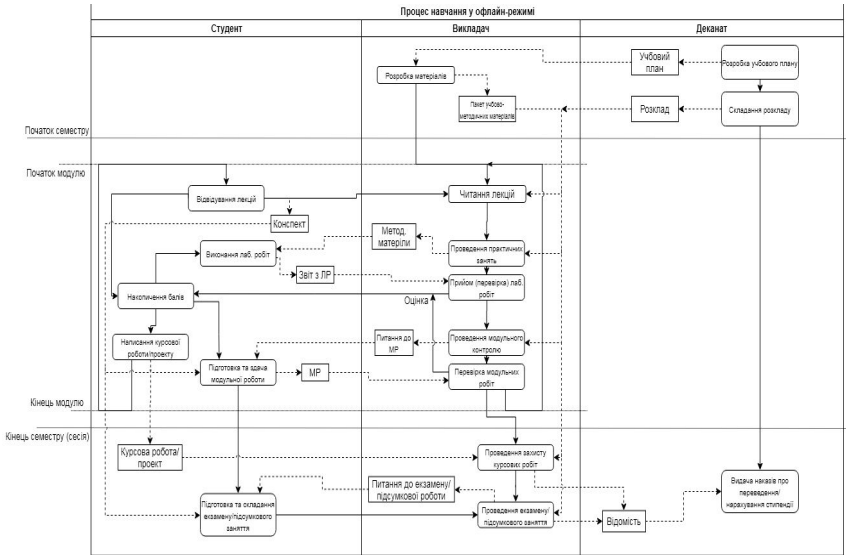 Процес навчання у офлайн-режимі
Студент
Викладач
Деканат
Учбовий
план
Розробка учбового плану
Розробка матеріалів
Пакет учбово-
методичних матеріалів
Розклад
Складання розкладу
Початок семестру
Початок модулю
Відвідування лекцій
Читання лекцій
Конспект
Метод.
матеріли
Виконання лаб. робіт
Проведення практичних
занять
Звіт з ЛР
Прийом (перевірка) лаб.
робіт
Накопичення балів
Оцінка
Написання курсової
роботи/проекту
Питання до
МР
Проведення модульного
контролю
Підготовка та здача
модульної роботи
МР
Перевірка модульних
робіт
Кінець модулю
Кінець семестру (сесія)
Курсова робота/
проект
Проведення захисту
курсових робіт
Питання до екзамену/
підсумкової роботи
Видача наказів про
переведення/
нарахування стипендії
Підготовка та складання
екзамену/підсумкового
заняття
Проведення екзамену/
підсумкового заняття
Відомість